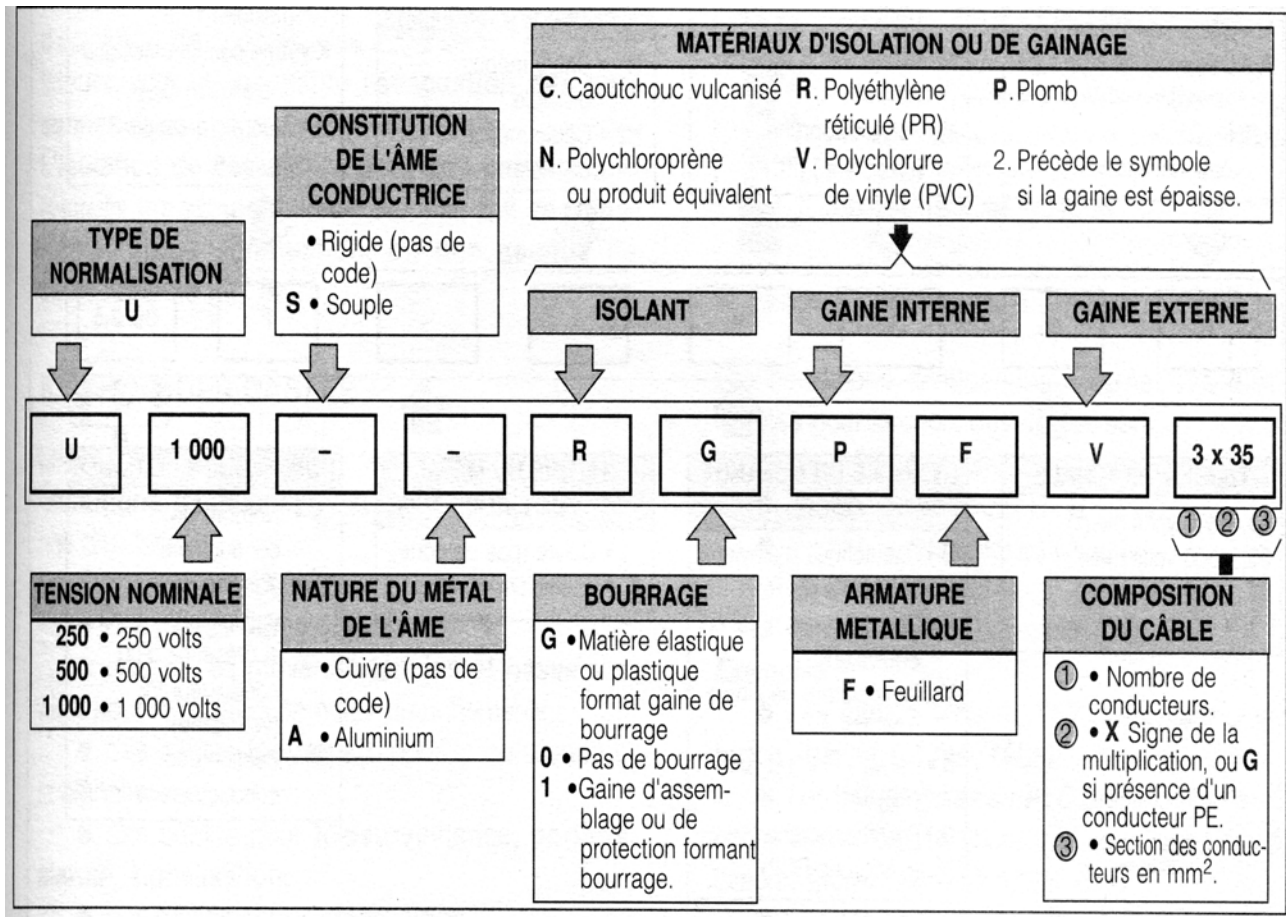 MATÉRIAUX D'ISOLATION OU DE GAINAGE
C. Caoutchouc vulcanisé
N. Polychloroprène
ou produit équivalent
R. Polyéthylène
réticulé (PR)
V. Polychlorure
de vinyle (PVC)
P. Plomb
2. Précède le symbole
si la gaine est épaisse.
CONSTITUTION
DE L'ÂME
CONDUCTRICE
• Rigide (pas de
code)
S • Souple
TYPE DE
NORMALISATION
U
ISOLANT
GAINE INTERNE
GAINE EXTERNE
U 1 000 – – R G P F V 3 x 35
1 2 3
TENSION NOMINALE
250 • 250 volts
500 • 500 volts
1 000 • 1 000 volts
NATURE DU MÉTAL
DE L'ÂME
• Cuivre (pas de
code)
A • Aluminium
BOURRAGE
G • Matière élastique
ou plastique
format gaine de
bourrage
0 • Pas de bourrage
1 • Gaine d'assem-
blage ou de
protection formant
bourrage.
ARMATURE
METALLIQUE
F • Feuillard
COMPOSITION
DU CÂBLE
1 • Nombre de
conducteurs.
2 • X Signe de la
multiplication, ou G
si présence d'un
conducteur PE.
3 • Section des conduc-
teurs en mm².